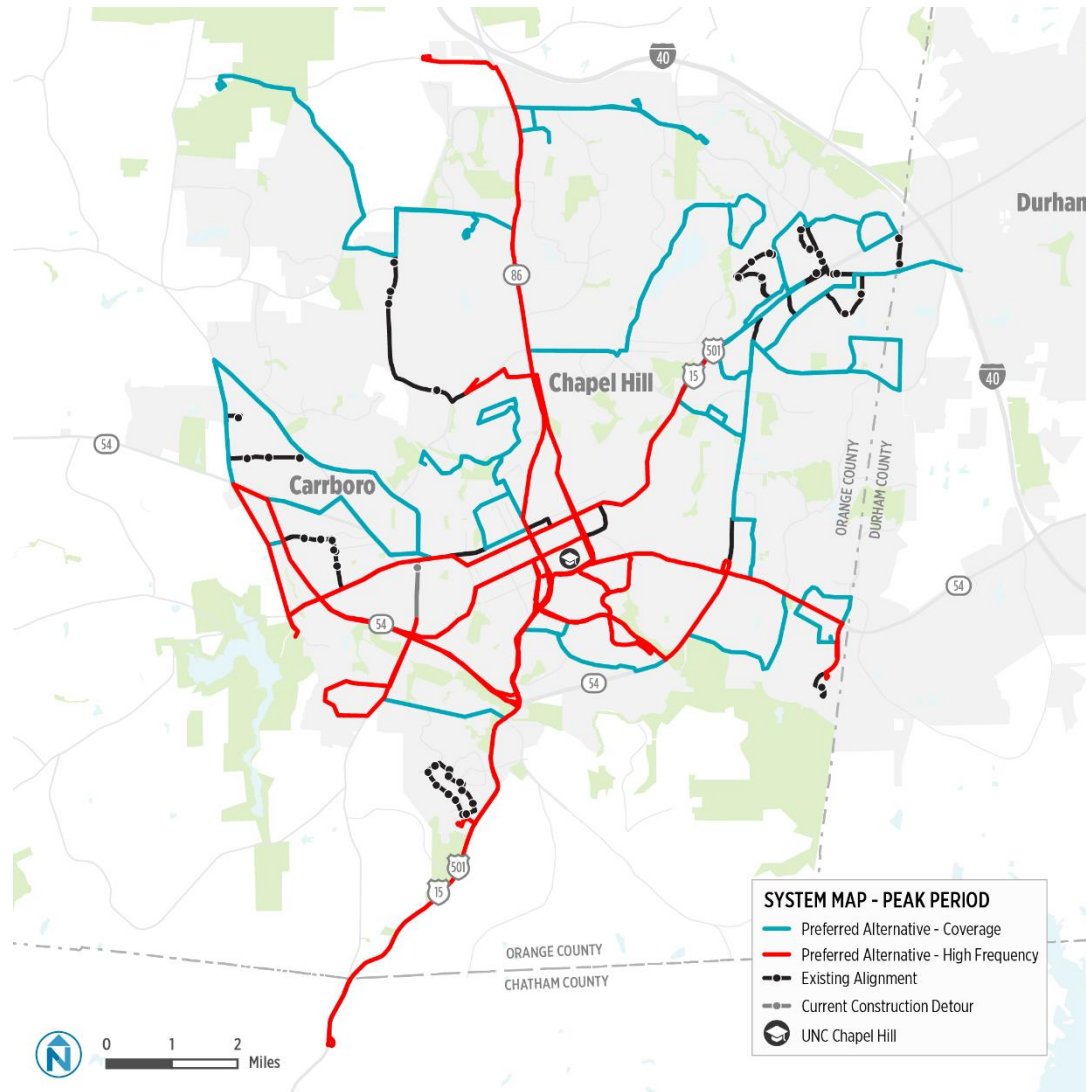 40
Durham
86
501
15
Chapel Hill
40
54
Carrboro
ORANGE COUNTY
DURHAM COUNTY
54
54
54
501
15
ORANGE COUNTY
CHATHAM COUNTY
SYSTEM MAP - PEAK PERIOD
Preferred Alternative - Coverage
Preferred Alternative - High Frequency
Existing Alignment
Current Construction Detour
UNC Chapel Hill
N
0 1 2
Miles